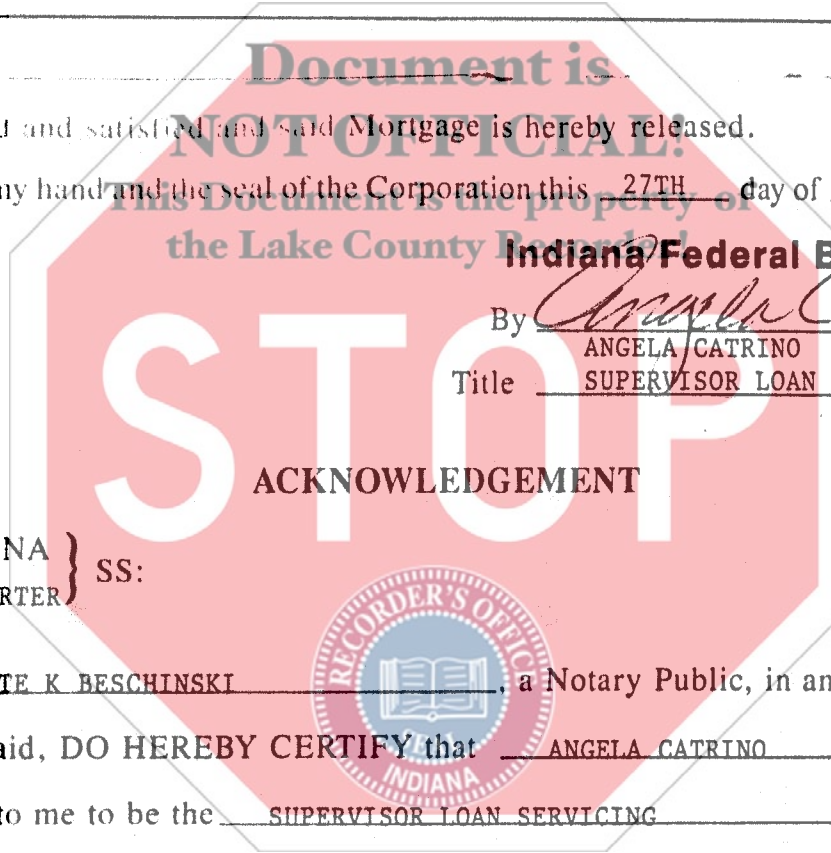 Document is
and satisfied and said Mortgage is hereby released.
NOT OFFICIAL!
my hand and the seal of the Corporation this 27TH day of
This Document is the property of
the Lake County Recorder!
Indiana Federal B
By Angela C
ANGELA CATRINO
Title SUPERVISOR LOAN
STOP
ACKNOWLEDGEMENT
NA } SS:
RTER
TE K BESCHINSKI, a Notary Public, in an
aid, DO HEREBY CERTIFY that ANGELA CATRINO
to me to be the SUPERVISOR LOAN SERVICING
RECORDER'S OFFICE
SEAL
INDIANA